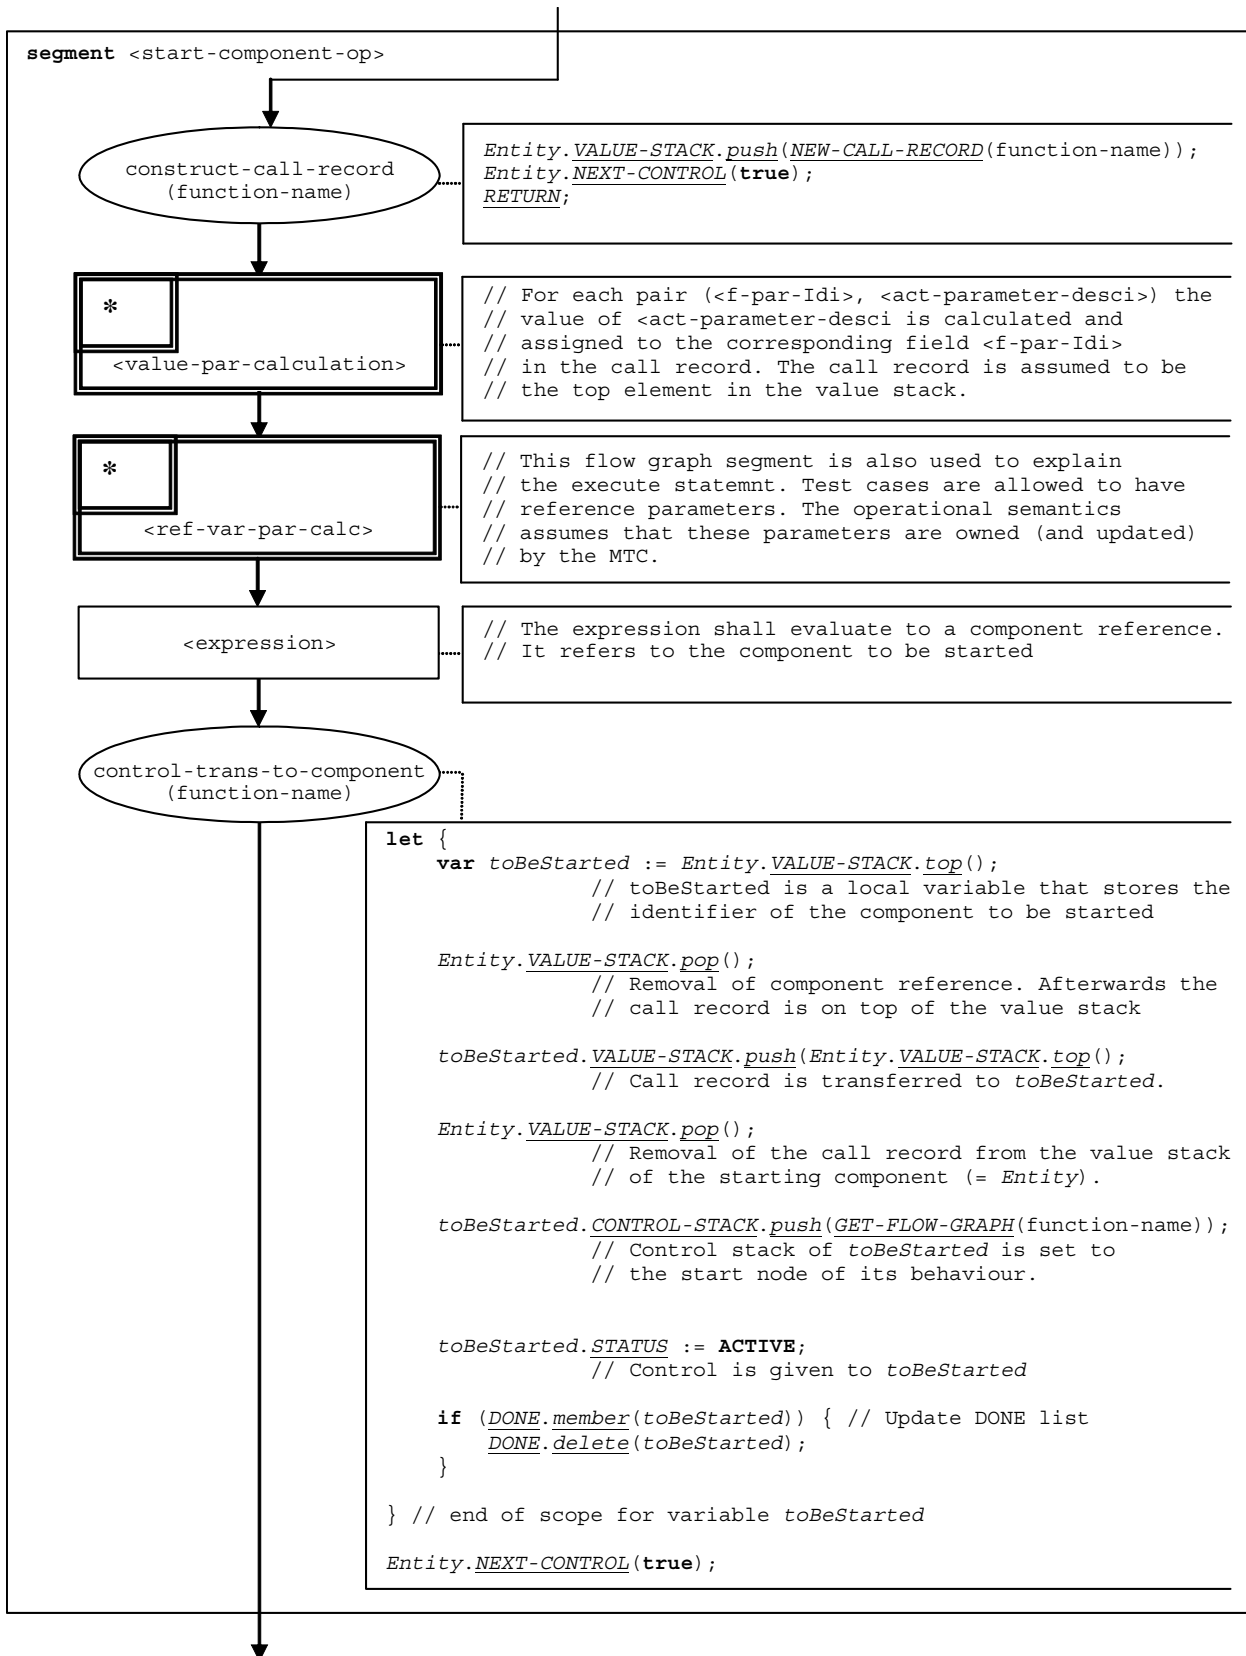 segment <start-component-op>
construct-call-record
(function-name)
Entity.VALUE-STACK.push(NEW-CALL-RECORD(function-name));
Entity.NEXT-CONTROL(true);
RETURN;
*
<value-par-calculation>
// For each pair (<f-par-Idi>, <act-parameter-desci>) the
// value of <act-parameter-desci is calculated and
// assigned to the corresponding field <f-par-Idi>
// in the call record. The call record is assumed to be
// the top element in the value stack.
*
<ref-var-par-calc>
// This flow graph segment is also used to explain
// the execute statemnt. Test cases are allowed to have
// reference parameters. The operational semantics
// assumes that these parameters are owned (and updated)
// by the MTC.
<expression>
// The expression shall evaluate to a component reference.
// It refers to the component to be started
control-trans-to-component
(function-name)
let {
var toBeStarted := Entity.VALUE-STACK.top();
// toBeStarted is a local variable that stores the
// identifier of the component to be started
Entity.VALUE-STACK.pop();
// Removal of component reference. Afterwards the
// call record is on top of the value stack
toBeStarted.VALUE-STACK.push(Entity.VALUE-STACK.top();
// Call record is transferred to toBeStarted.
Entity.VALUE-STACK.pop();
// Removal of the call record from the value stack
// of the starting component (= Entity).
toBeStarted.CONTROL-STACK.push(GET-FLOW-GRAPH(function-name));
// Control stack of toBeStarted is set to
// the start node of its behaviour.
toBeStarted.STATUS := ACTIVE;
// Control is given to toBeStarted
if (DONE.member(toBeStarted)) { // Update DONE list
DONE.delete(toBeStarted);
}
} // end of scope for variable toBeStarted
Entity.NEXT-CONTROL(true);